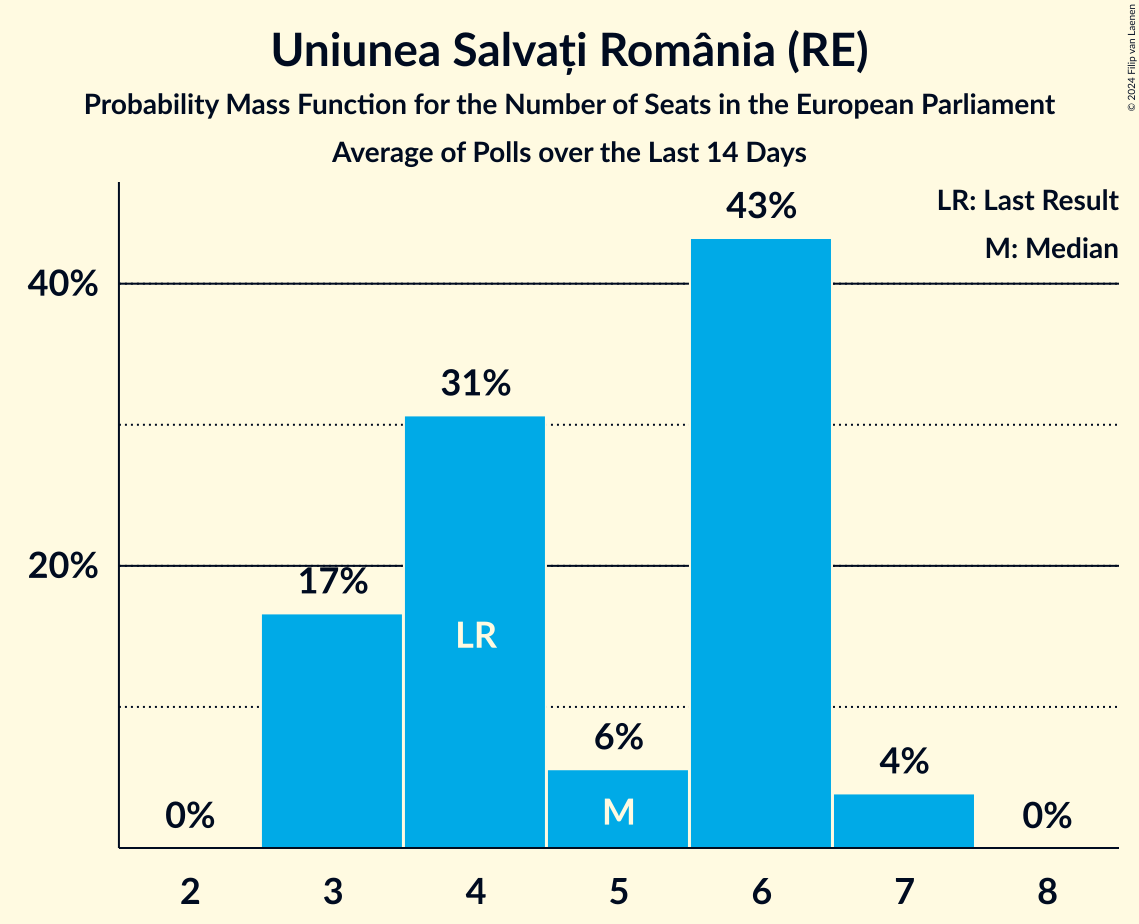 Uniunea Salvați România (RE)
Probability Mass Function for the Number of Seats in the European Parliament
Average of Polls over the Last 14 Days
© 2024 Filip van Laenen
LR: Last Result
M: Median
43%
40%
31%
20%
17%
LR
6%
4%
M
0%
0%
2 3 4 5 6 7 8